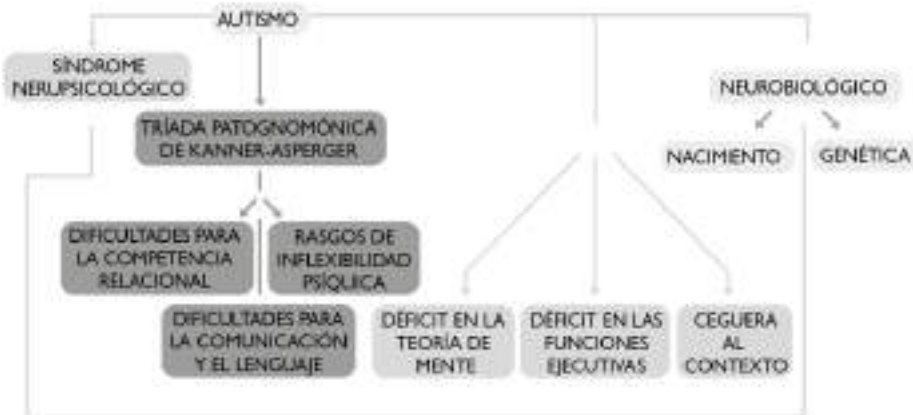 AUTISMO
SÍNDROME
NERUPSICOLÓGICO
NEUROBIOLÓGICO
TRÍADA PATOGNOMÓNICA
DE KANNER-ASPERGER
NACIMIENTO
GENÉTICA
DIFICULTADES PARA
LA COMPETENCIA
RELACIONAL
RASGOS DE
INFLEXIBILIDAD
PSÍQUICA
DIFICULTADES PARA
LA COMUNICACIÓN
Y EL LENGUAJE
DÉFICIT EN LA
TEORÍA DE
MENTE
DÉFICIT EN LAS
FUNCIONES
EJECUTIVAS
CEGUERA
AL
CONTEXTO